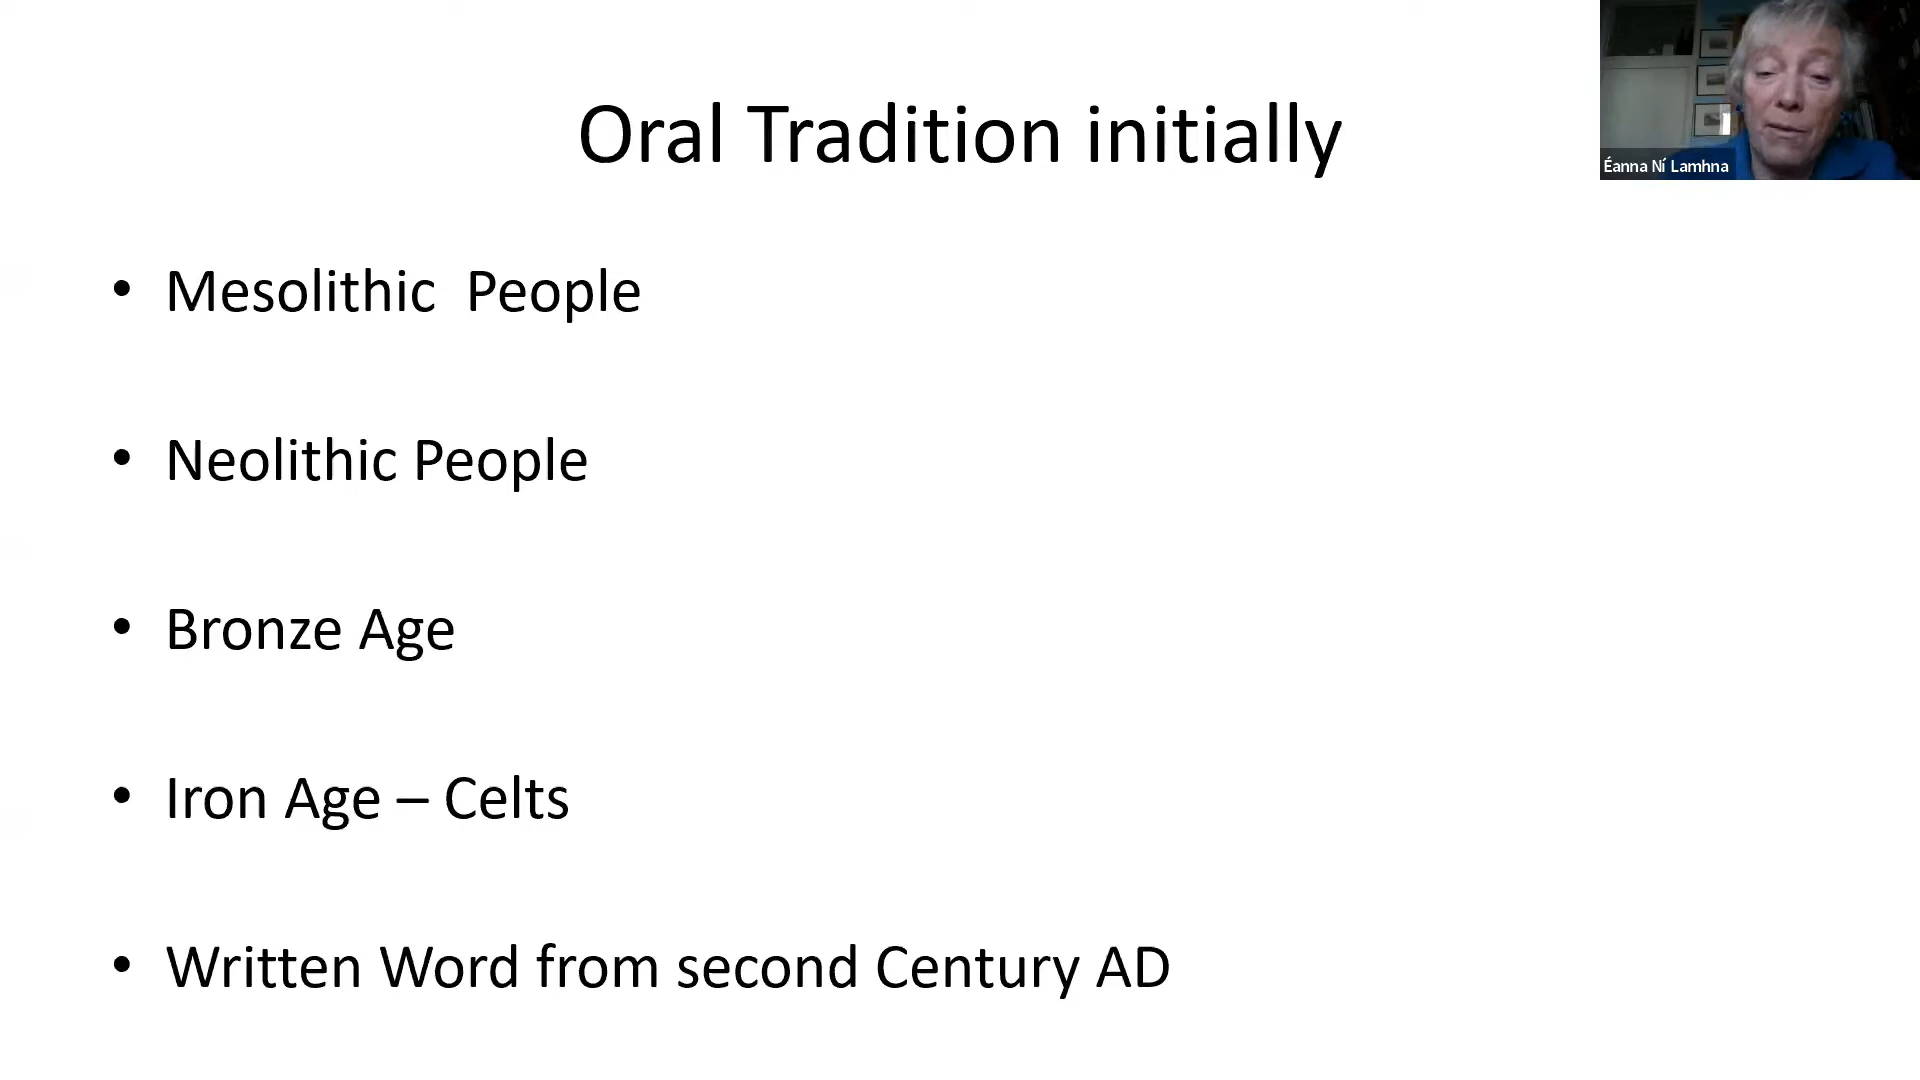 Oral Tradition initially
Éanna Ní Lamhna
• Mesolithic  People
• Neolithic People
• Bronze Age
• Iron Age – Celts
• Written Word from second Century AD